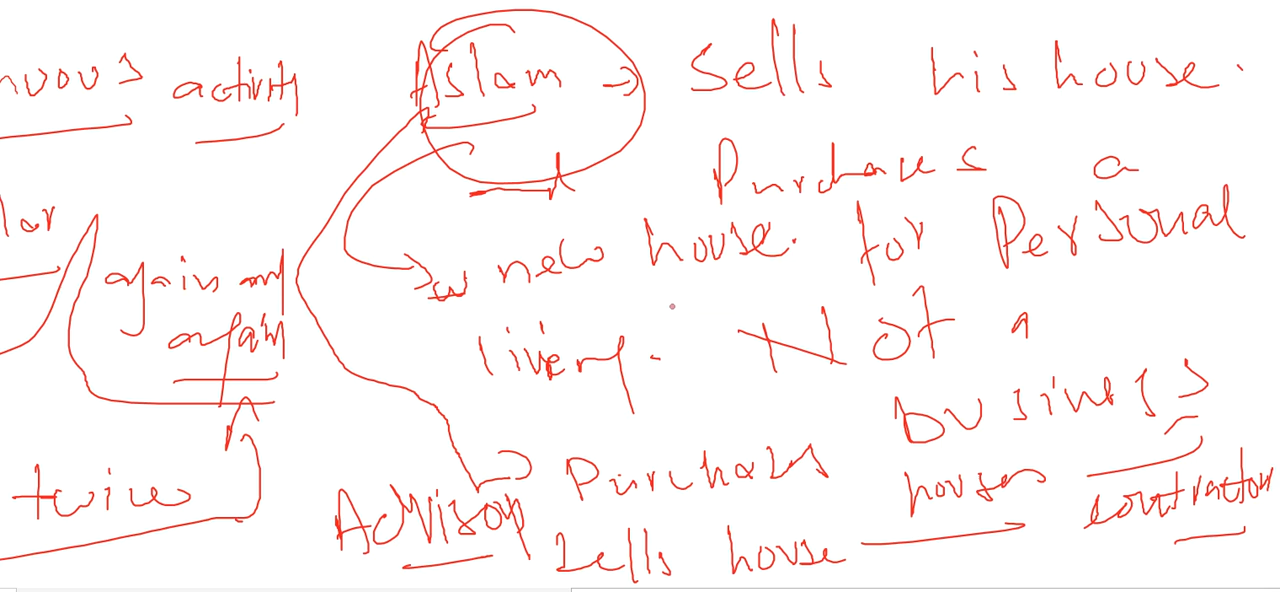 nuous activity
Aslam → sells his house.
Purchases a
new house. for Personal
living. Not a
business
lar
again and
again
twice
Advisor Purchases houses contractor
sells house